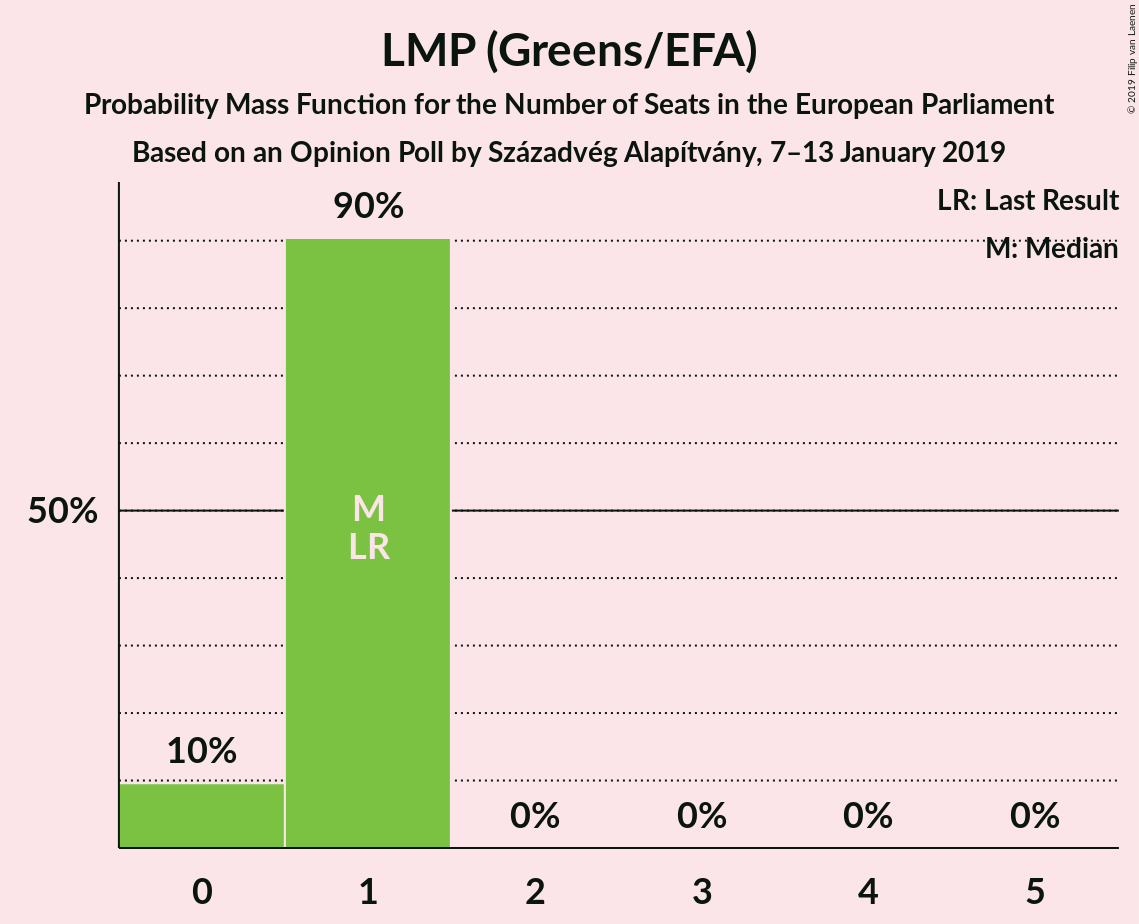 LMP (Greens/EFA)
Probability Mass Function for the Number of Seats in the European Parliament
Based on an Opinion Poll by Századvég Alapítvány, 7–13 January 2019
© 2019 Filip van Laenen
LR: Last Result
M: Median
90%
50%
M
LR
10%
0%
0%
0%
0%
0
1
2
3
4
5